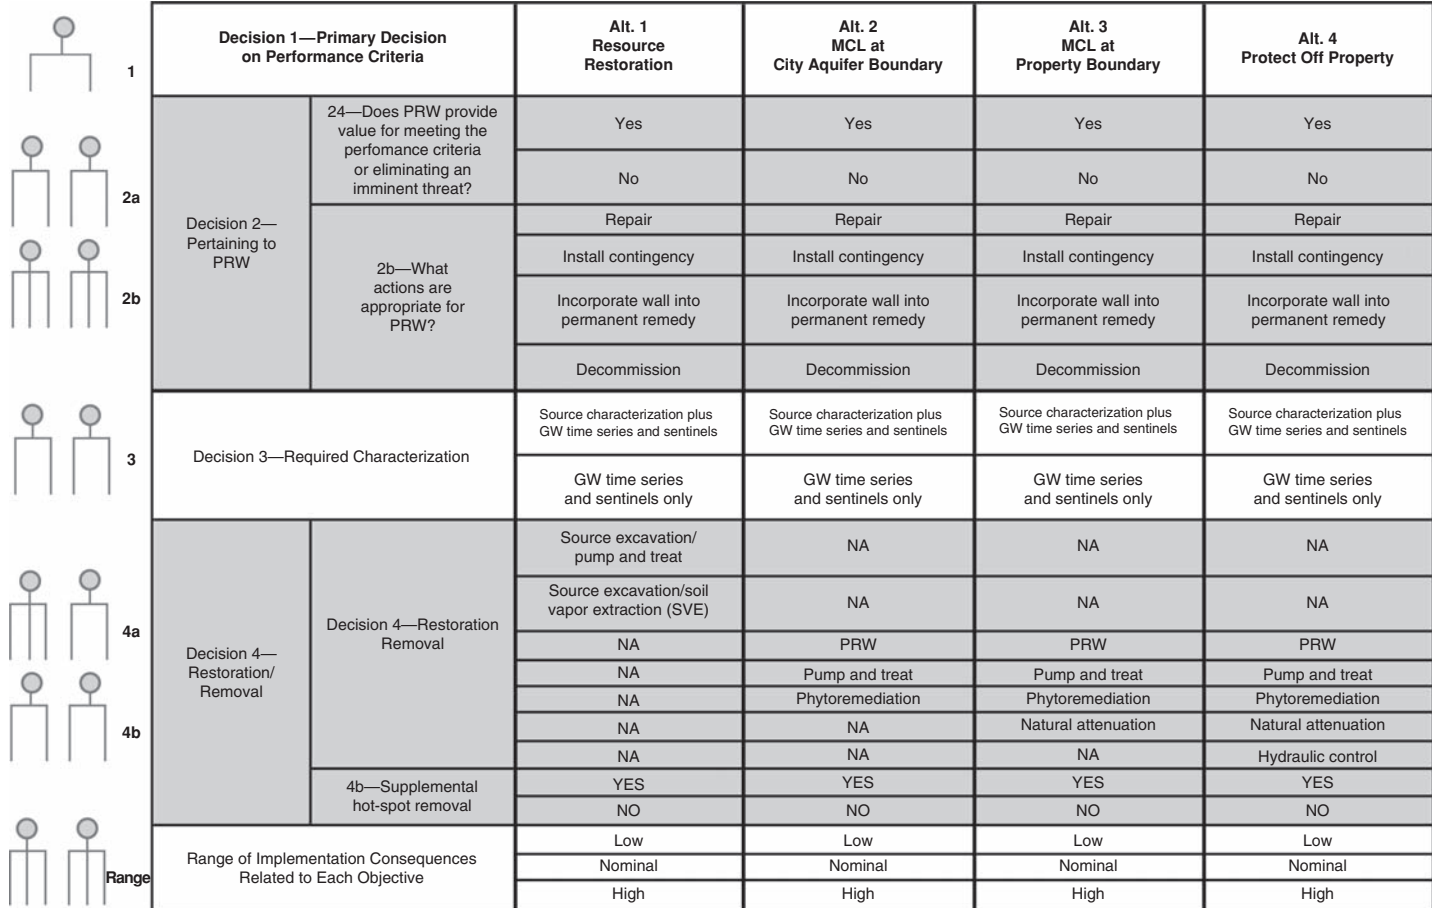 1
Decision 1—Primary Decision
on Performance Criteria
Alt. 1
Resource
Restoration
Alt. 2
MCL at
City Aquifer Boundary
Alt. 3
MCL at
Property Boundary
Alt. 4
Protect Off Property
2a
2b
Decision 2—
Pertaining to
PRW
24—Does PRW provide
value for meeting the
perfomance criteria
or eliminating an
imminent threat?
Yes
Yes
Yes
Yes
No
No
No
No
2b—What
actions are
appropriate for
PRW?
Repair
Repair
Repair
Repair
Install contingency
Install contingency
Install contingency
Install contingency
Incorporate wall into
permanent remedy
Incorporate wall into
permanent remedy
Incorporate wall into
permanent remedy
Incorporate wall into
permanent remedy
Decommission
Decommission
Decommission
Decommission
3
Decision 3—Required Characterization
Source characterization plus
GW time series and sentinels
Source characterization plus
GW time series and sentinels
Source characterization plus
GW time series and sentinels
Source characterization plus
GW time series and sentinels
GW time series
and sentinels only
GW time series
and sentinels only
GW time series
and sentinels only
GW time series
and sentinels only
4a
4b
Decision 4—
Restoration/
Removal
Decision 4—Restoration
Removal
Source excavation/
pump and treat
NA
NA
NA
Source excavation/soil
vapor extraction (SVE)
NA
NA
NA
NA
PRW
PRW
PRW
NA
Pump and treat
Pump and treat
Pump and treat
NA
Phytoremediation
Phytoremediation
Phytoremediation
NA
NA
Natural attenuation
Natural attenuation
NA
NA
NA
Hydraulic control
4b—Supplemental
hot-spot removal
YES
YES
YES
YES
NO
NO
NO
NO
Range
Range of Implementation Consequences
Related to Each Objective
Low
Low
Low
Low
Nominal
Nominal
Nominal
Nominal
High
High
High
High